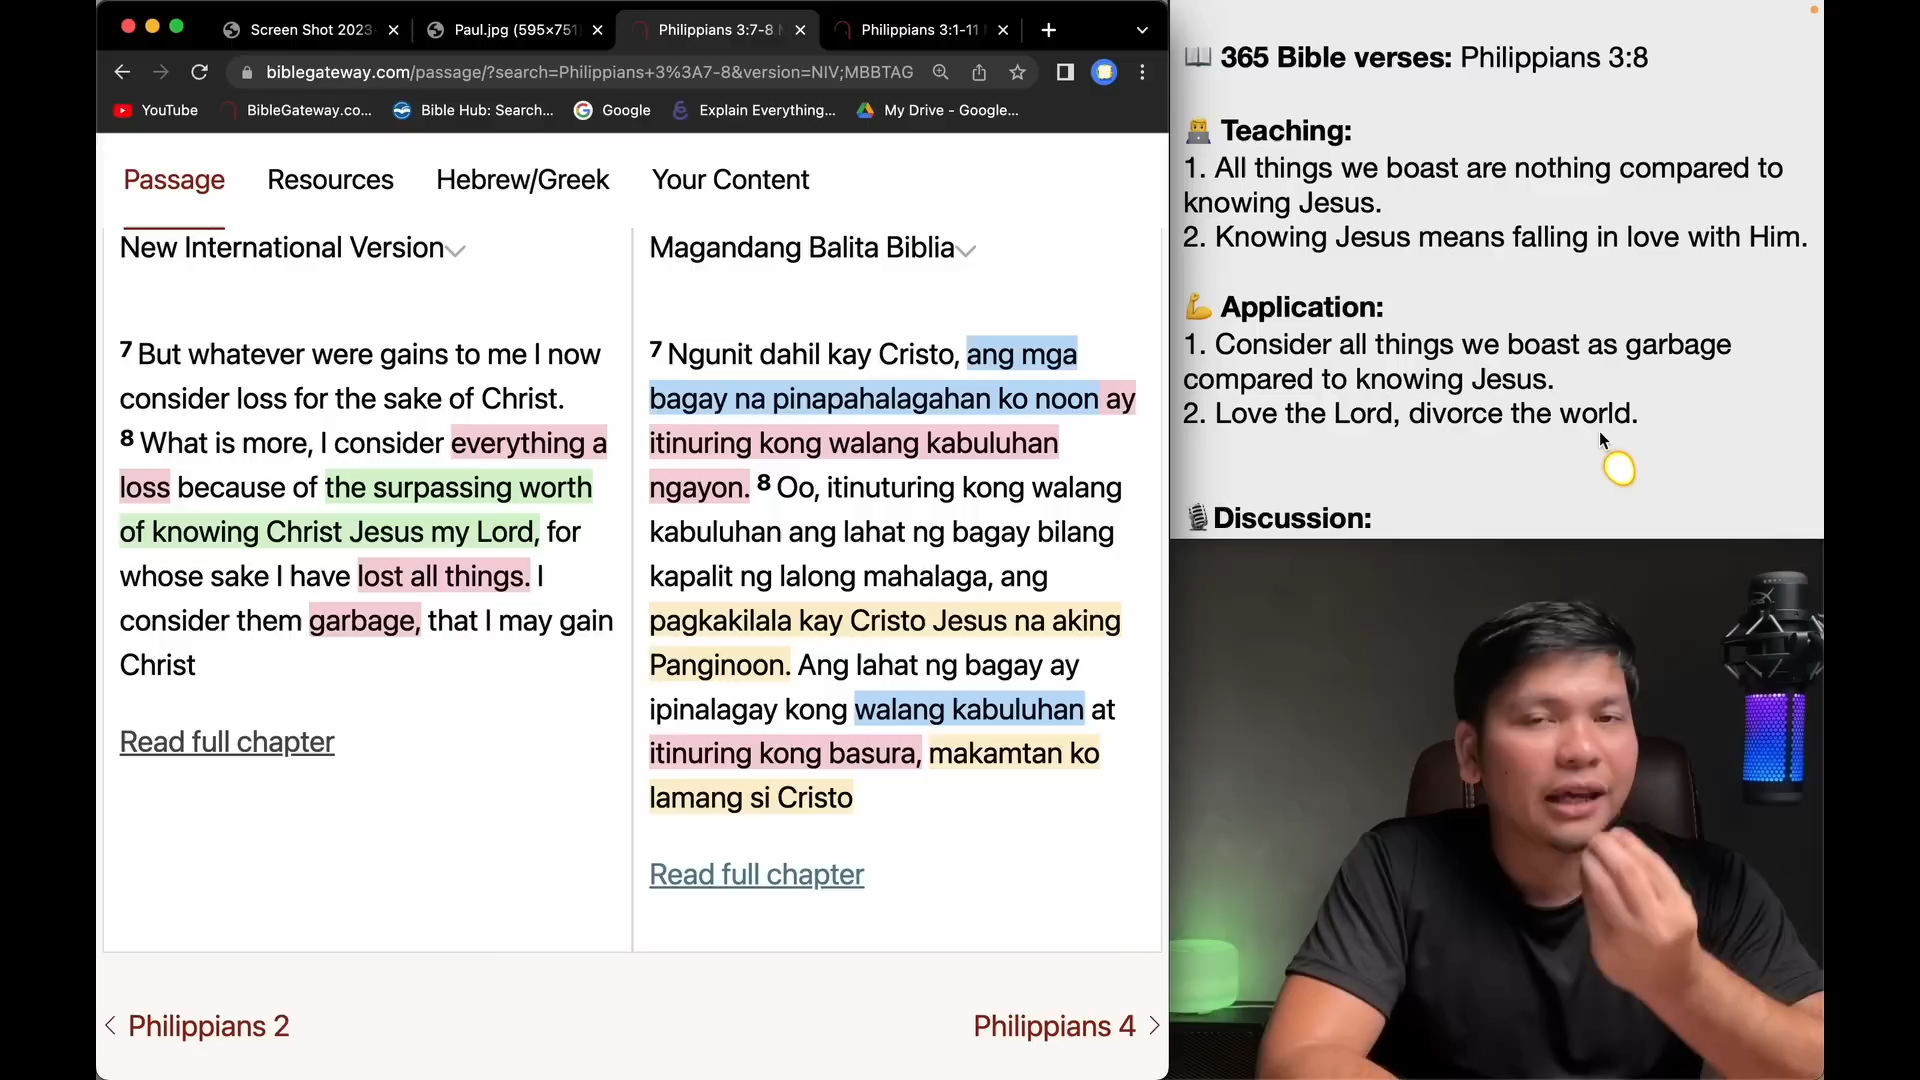 Screen Shot 2023
Paul.jpg (595×751
Philippians 3:7-8
Philippians 3:1-11
biblegateway.com/passage/?search=Philippians+3%3A7-8&version=NIV;MBBTAG
YouTube
BibleGateway.co...
Bible Hub: Search...
Google
Explain Everything...
My Drive - Google...
Passage
Resources
Hebrew/Greek
Your Content
New International Version
7 But whatever were gains to me I now
consider loss for the sake of Christ.
8 What is more, I consider everything a
loss because of the surpassing worth
of knowing Christ Jesus my Lord, for
whose sake I have lost all things. I
consider them garbage, that I may gain
Christ
Read full chapter
Magandang Balita Biblia
7 Ngunit dahil kay Cristo, ang mga
bagay na pinapahalagahan ko noon ay
itinuring kong walang kabuluhan
ngayon. 8 Oo, itinuturing kong walang
kabuluhan ang lahat ng bagay bilang
kapalit ng lalong mahalaga, ang
pagkakilala kay Cristo Jesus na aking
Panginoon. Ang lahat ng bagay ay
ipinalagay kong walang kabuluhan at
itinuring kong basura, makamtan ko
lamang si Cristo
Read full chapter
Philippians 2
Philippians 4
365 Bible verses: Philippians 3:8
Teaching:
1. All things we boast are nothing compared to
knowing Jesus.
2. Knowing Jesus means falling in love with Him.
Application:
1. Consider all things we boast as garbage
compared to knowing Jesus.
2. Love the Lord, divorce the world.
Discussion: